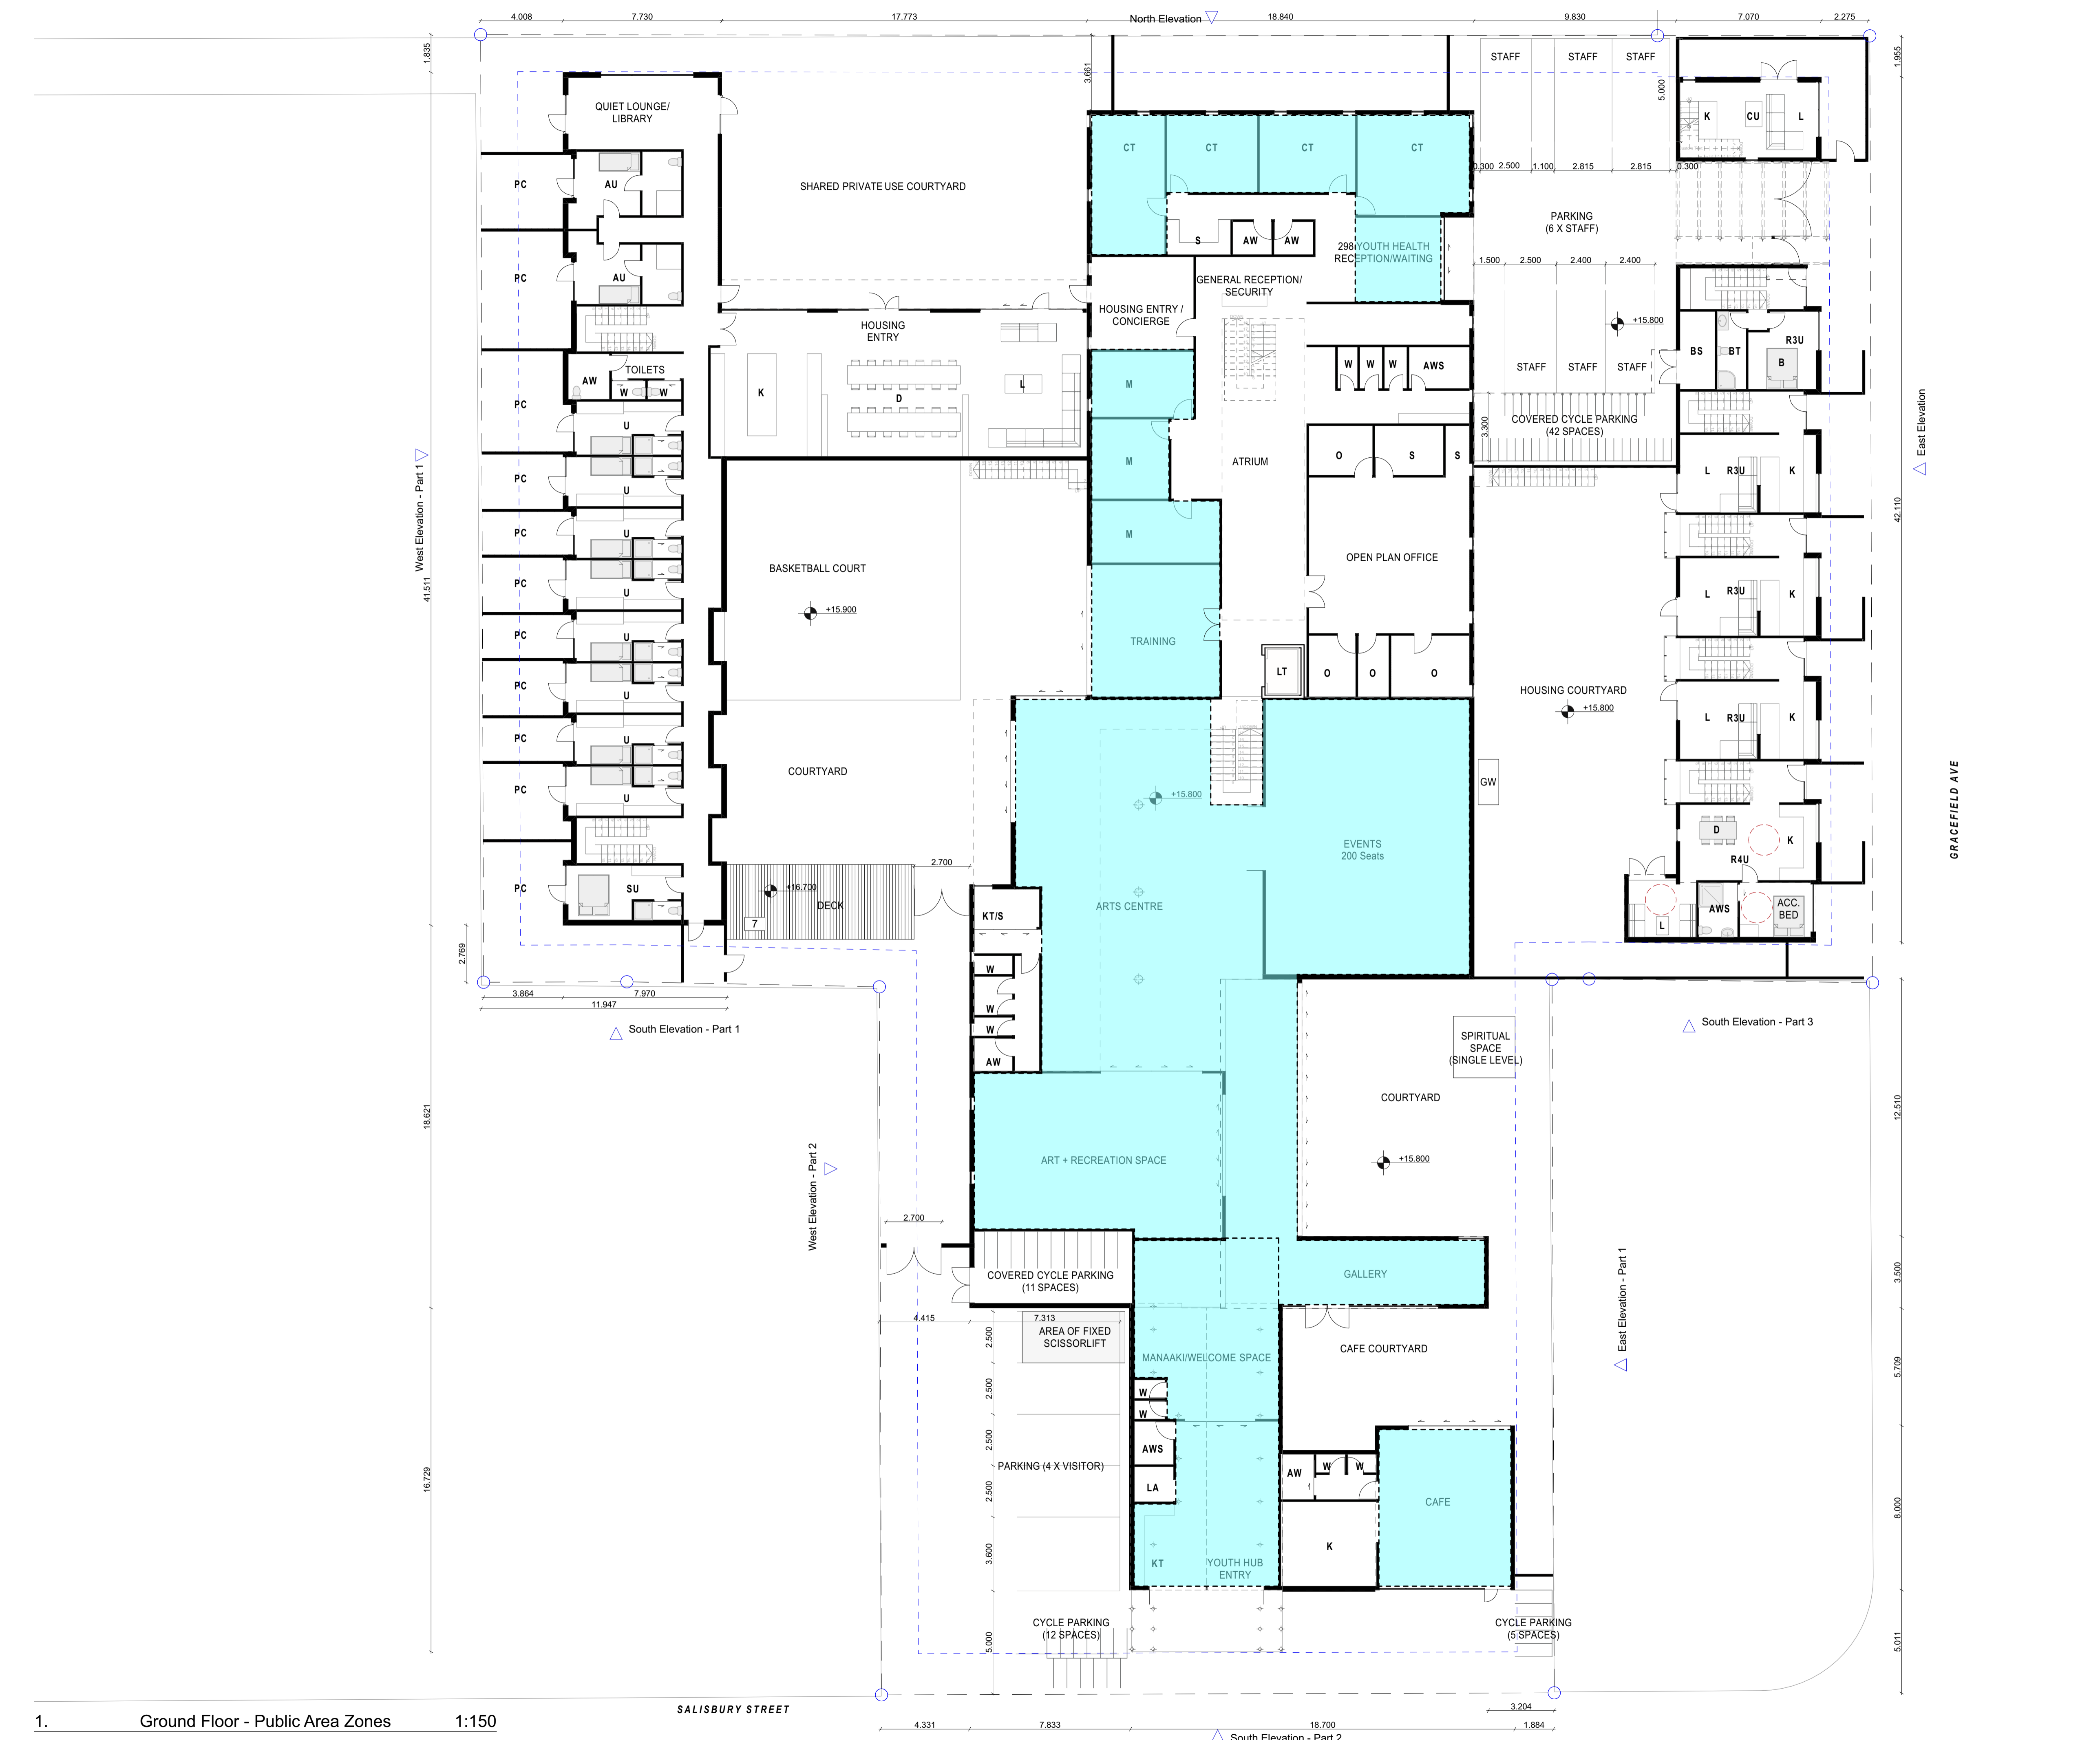 4.008
7.730
17.773
North Elevation
18.840
9.830
7.070
2.275
1.835
3.661
5.000
1.955
STAFF
STAFF
STAFF
QUIET LOUNGE/
LIBRARY
K
CU
L
CT
CT
CT
CT
0.300
2.500
1.100
2.815
2.815
0.300
PC
AU
SHARED PRIVATE USE COURTYARD
PARKING
(6 X STAFF)
S
AW
AW
298 YOUTH HEALTH
RECEPTION/WAITING
1.500
2.500
2.400
2.400
PC
AU
GENERAL RECEPTION/
SECURITY
HOUSING ENTRY /
CONCIERGE
+15.800
HOUSING
ENTRY
R3U
BS
BT
B
TOILETS
AW
W
W
W
W
W
AWS
STAFF
STAFF
STAFF
K
D
L
M
PC
U
COVERED CYCLE PARKING
(42 SPACES)
3.300
East Elevation
West Elevation - Part 1
M
ATRIUM
O
S
S
L
R3U
K
PC
U
42.110
PC
U
M
OPEN PLAN OFFICE
BASKETBALL COURT
+15.900
PC
U
41.511
L
R3U
K
PC
U
TRAINING
LT
O
O
O
PC
U
HOUSING COURTYARD
+15.800
L
R3U
K
PC
U
COURTYARD
GW
+15.800
PC
U
GRACEFIELD AVE
D
K
R4U
EVENTS
200 Seats
2.700
PC
SU
+16.700
DECK
7
KT/S
ARTS CENTRE
AWS
ACC.
BED
L
2.769
W
W
W
AW
3.864
7.970
11.947
South Elevation - Part 1
South Elevation - Part 3
SPIRITUAL
SPACE
(SINGLE LEVEL)
COURTYARD
18.621
12.510
ART + RECREATION SPACE
+15.800
West Elevation - Part 2
2.700
COVERED CYCLE PARKING
(11 SPACES)
GALLERY
3.500
East Elevation - Part 1
4.415
7.313
AREA OF FIXED
SCISSORLIFT
2.500
MANAAKI/WELCOME SPACE
CAFE COURTYARD
5.709
2.500
W
W
2.500
AWS
PARKING (4 X VISITOR)
AW
W
W
16.729
LA
2.500
CAFE
8.000
K
3.600
KT
YOUTH HUB
ENTRY
CYCLE PARKING
(12 SPACES)
CYCLE PARKING
(5 SPACES)
5.000
5.011
SALISBURY STREET
3.204
1. Ground Floor - Public Area Zones 1:150
4.331
7.833
18.700
1.884
South Elevation - Part 2